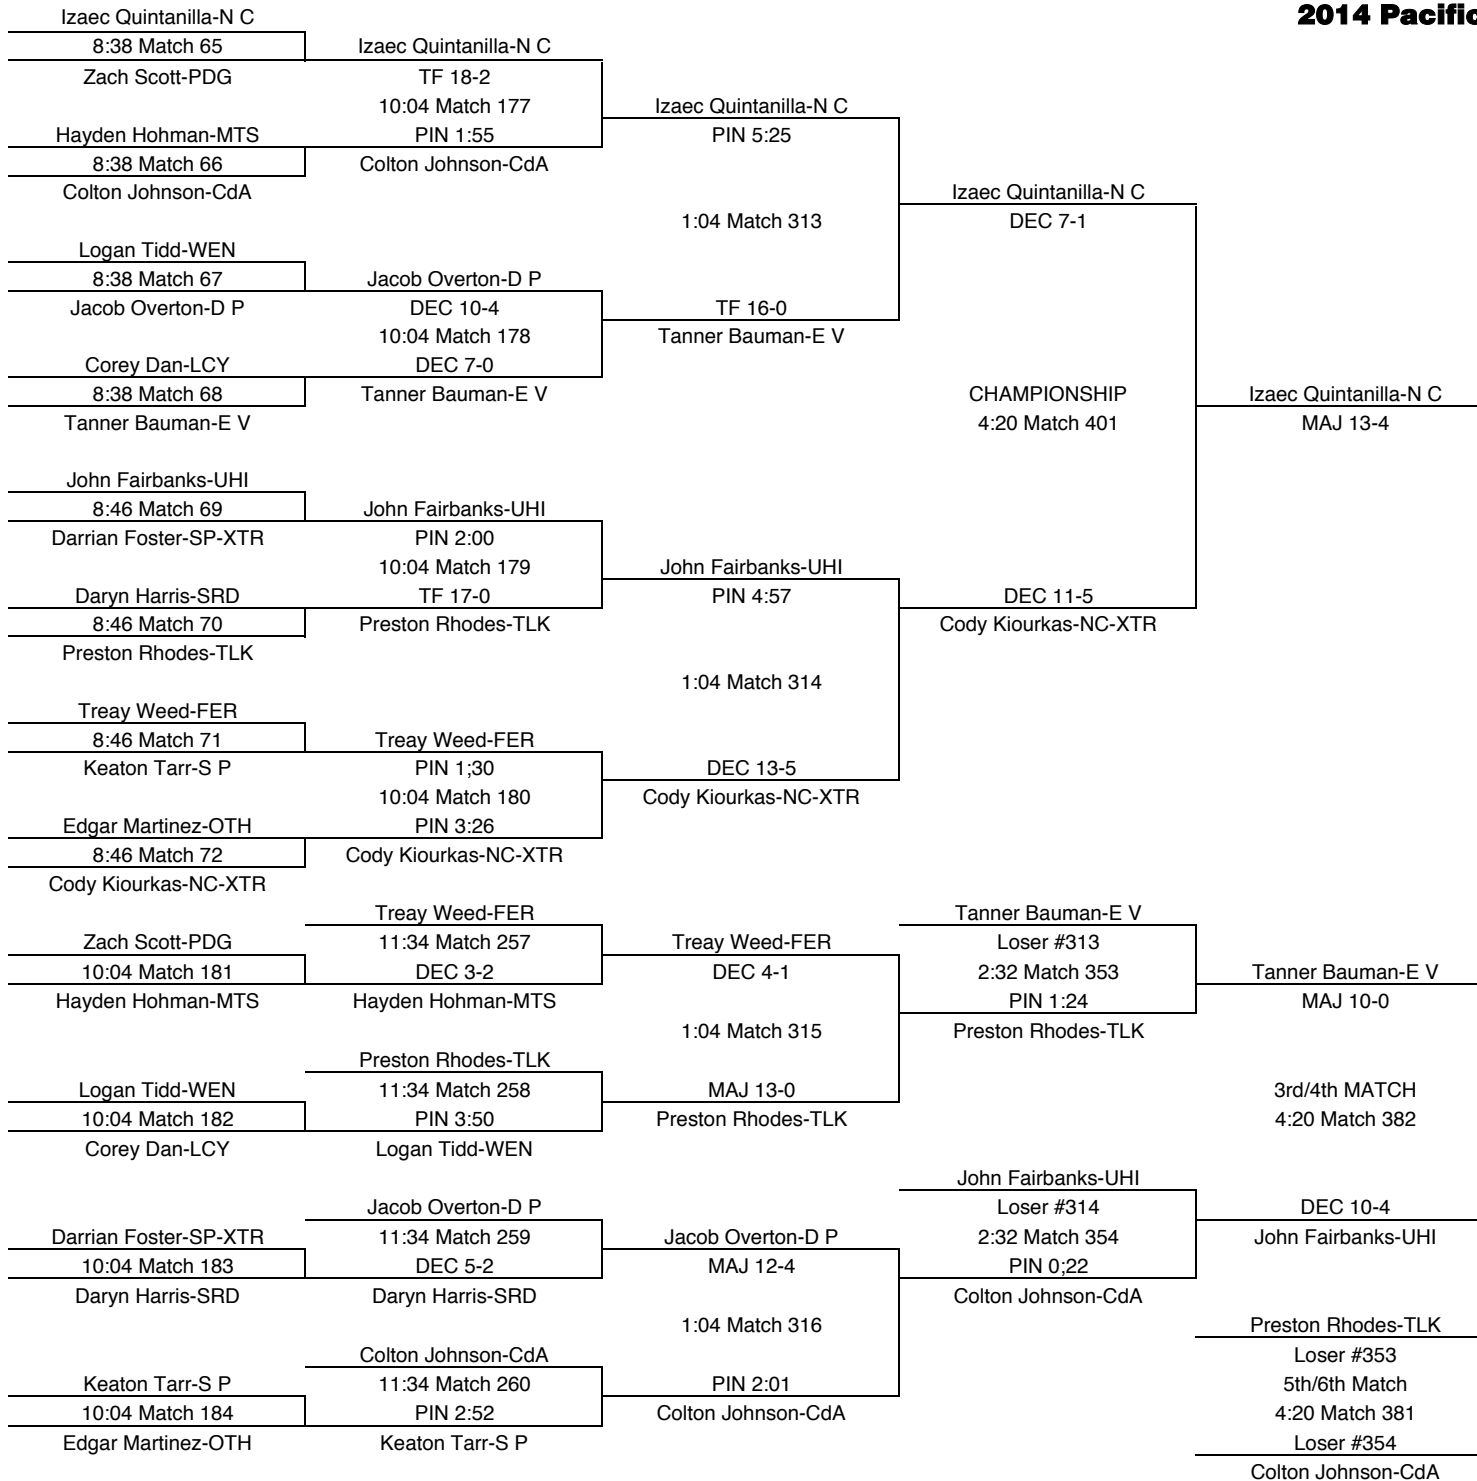 2014 Pacific
Izaec Quintanilla-N C
8:38 Match 65
Zach Scott-PDG
Hayden Hohman-MTS
8:38 Match 66
Colton Johnson-CdA
Logan Tidd-WEN
8:38 Match 67
Jacob Overton-D P
Corey Dan-LCY
8:38 Match 68
Tanner Bauman-E V
John Fairbanks-UHI
8:46 Match 69
Darrian Foster-SP-XTR
Daryn Harris-SRD
8:46 Match 70
Preston Rhodes-TLK
Treay Weed-FER
8:46 Match 71
Keaton Tarr-S P
Edgar Martinez-OTH
8:46 Match 72
Cody Kiourkas-NC-XTR
Zach Scott-PDG
10:04 Match 181
Hayden Hohman-MTS
Logan Tidd-WEN
10:04 Match 182
Corey Dan-LCY
Darrian Foster-SP-XTR
10:04 Match 183
Daryn Harris-SRD
Keaton Tarr-S P
10:04 Match 184
Edgar Martinez-OTH
Izaec Quintanilla-N C
TF 18-2
10:04 Match 177
PIN 1:55
Colton Johnson-CdA
Jacob Overton-D P
DEC 10-4
10:04 Match 178
DEC 7-0
Tanner Bauman-E V
John Fairbanks-UHI
PIN 2:00
10:04 Match 179
TF 17-0
Preston Rhodes-TLK
Treay Weed-FER
PIN 1;30
10:04 Match 180
PIN 3:26
Cody Kiourkas-NC-XTR
Treay Weed-FER
11:34 Match 257
DEC 3-2
Hayden Hohman-MTS
Preston Rhodes-TLK
11:34 Match 258
PIN 3:50
Logan Tidd-WEN
Jacob Overton-D P
11:34 Match 259
DEC 5-2
Daryn Harris-SRD
Colton Johnson-CdA
11:34 Match 260
PIN 2:52
Keaton Tarr-S P
Izaec Quintanilla-N C
PIN 5:25
1:04 Match 313
TF 16-0
Tanner Bauman-E V
John Fairbanks-UHI
PIN 4:57
1:04 Match 314
DEC 13-5
Cody Kiourkas-NC-XTR
Treay Weed-FER
DEC 4-1
1:04 Match 315
MAJ 13-0
Preston Rhodes-TLK
Jacob Overton-D P
MAJ 12-4
1:04 Match 316
PIN 2:01
Colton Johnson-CdA
Izaec Quintanilla-N C
DEC 7-1
CHAMPIONSHIP
4:20 Match 401
DEC 11-5
Cody Kiourkas-NC-XTR
Tanner Bauman-E V
Loser #313
2:32 Match 353
PIN 1:24
Preston Rhodes-TLK
John Fairbanks-UHI
Loser #314
2:32 Match 354
PIN 0;22
Colton Johnson-CdA
Izaec Quintanilla-N C
MAJ 13-4
Tanner Bauman-E V
MAJ 10-0
3rd/4th MATCH
4:20 Match 382
DEC 10-4
John Fairbanks-UHI
Preston Rhodes-TLK
Loser #353
5th/6th Match
4:20 Match 381
Loser #354
Colton Johnson-CdA